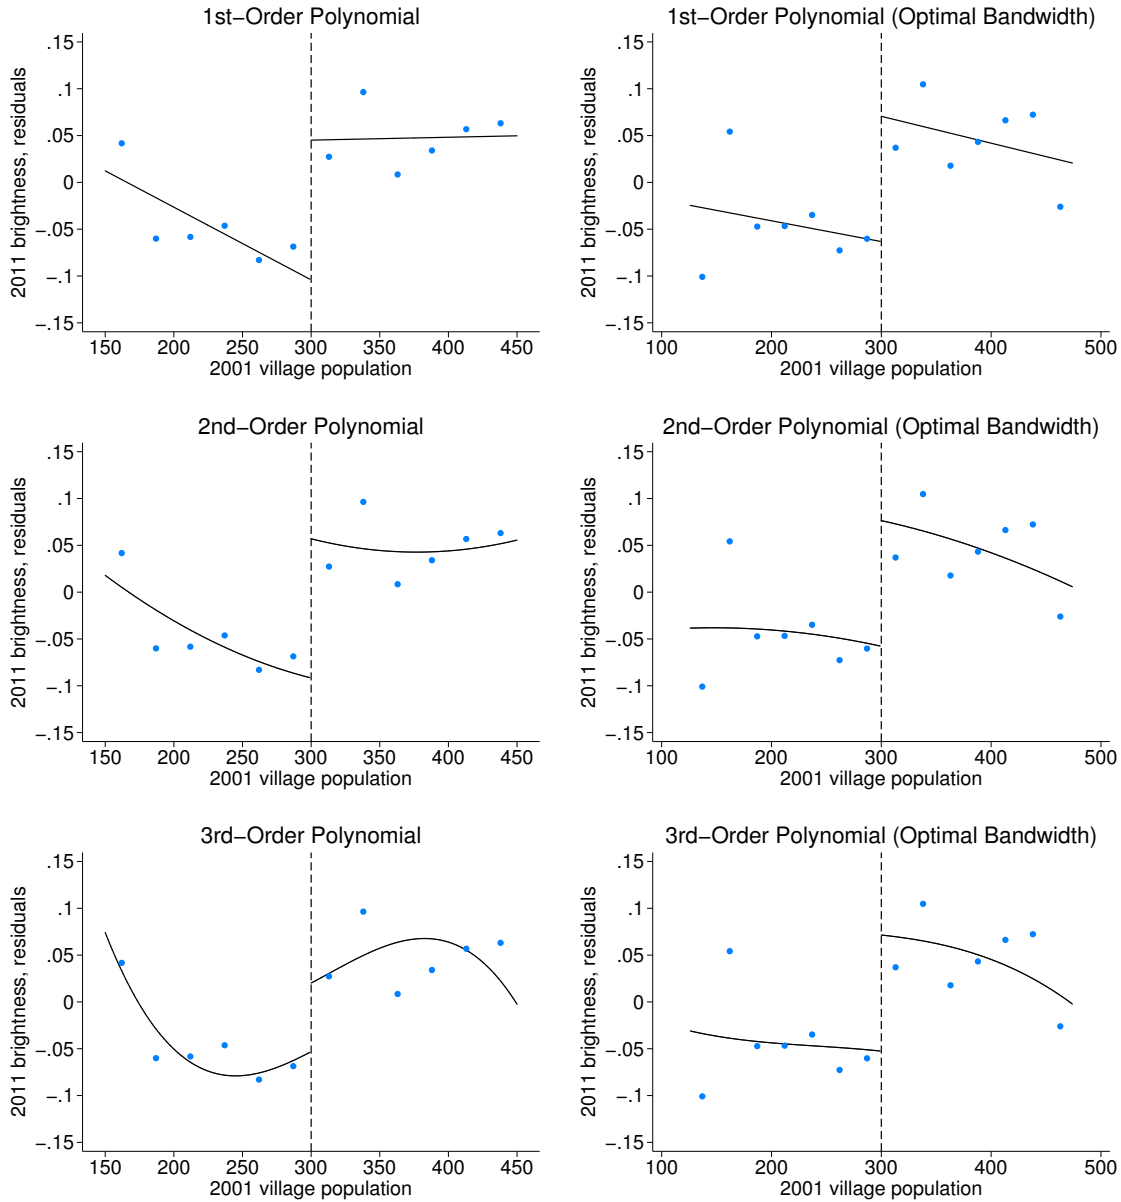 1st−Order Polynomial
2011 brightness, residuals
.15
.1
.05
0
−.05
−.1
−.15
150 200 250 300 350 400 450
2001 village population
1st−Order Polynomial (Optimal Bandwidth)
2011 brightness, residuals
.15
.1
.05
0
−.05
−.1
−.15
100 200 300 400 500
2001 village population
2nd−Order Polynomial
2011 brightness, residuals
.15
.1
.05
0
−.05
−.1
−.15
150 200 250 300 350 400 450
2001 village population
2nd−Order Polynomial (Optimal Bandwidth)
2011 brightness, residuals
.15
.1
.05
0
−.05
−.1
−.15
100 200 300 400 500
2001 village population
3rd−Order Polynomial
2011 brightness, residuals
.15
.1
.05
0
−.05
−.1
−.15
150 200 250 300 350 400 450
2001 village population
3rd−Order Polynomial (Optimal Bandwidth)
2011 brightness, residuals
.15
.1
.05
0
−.05
−.1
−.15
100 200 300 400 500
2001 village population